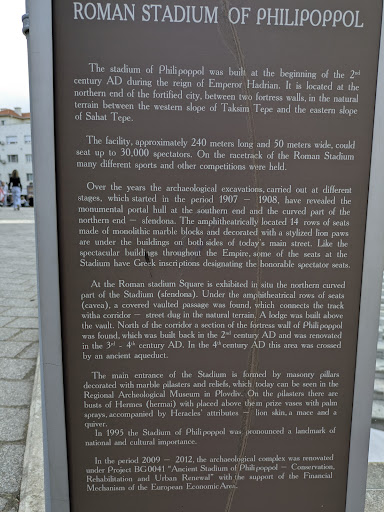 ROMAN STADIUM OF PHILIPOPPOL
The stadium of Philipoppol was built at the beginning of the 2nd
century AD during the reign of Emperor Hadrian. It is located at the
northern end of the fortified city, between two fortress walls, in the natural
terrain between the western slope of Taksim Tepe and the eastern slope
of Sahat Tepe.
The facility, approximately 240 meters long and 50 meters wide, could
seat up to 30,000 spectators. On the racetrack of the Roman Stadium
many different sports and other competitions were held.
Over the years the archaeological excavations, carried out at different
stages, which started in the period 1907 – 1908, have revealed the
monumental portal hull at the southern end and the curved part of the
northern end – sfendona. The amphitheatrically located 14 rows of seats
made of monolithic marble blocks and decorated with a stylized lion paws
are under the buildings on both sides of today's main street. Like the
spectacular buildings throughout the Empire, some of the seats at the
Stadium have Greek inscriptions designating the honorable spectator seats.
At the Roman stadium Square is exhibited in situ the northern curved
part of the Stadium (sfendona). Under the amphitheatrical rows of seats
(cavea), a covered vaulted passage was found, which connects the track
witha corridor – street dug in the natural terrain. A lodge was built above
the vault. North of the corridor a section of the fortress wall of Philipoppol
was found, which was built back in the 2nd century AD and was renovated
in the 3rd - 4th century AD. In the 4th century AD this area was crossed
by an ancient aqueduct.
The main entrance of the Stadium is formed by masonry pillars
decorated with marble pilasters and reliefs, which today can be seen in the
Regional Archeological Museum in Plovdiv. On the pilasters there are
busts of Hermes (hermai) with placed above them prize vases with palm
sprays, accompanied by Heracles' attributes – lion skin, a mace and a
quiver.
In 1995 the Stadium of Philipoppol was pronounced a landmark of
national and cultural importance.
In the period 2009 – 2012, the archaeological complex was renovated
under Project BG0041 "Ancient Stadium of Philipoppol – Conservation,
Rehabilitation and Urban Renewal" with the support of the Financial
Mechanism of the European Economic Area.